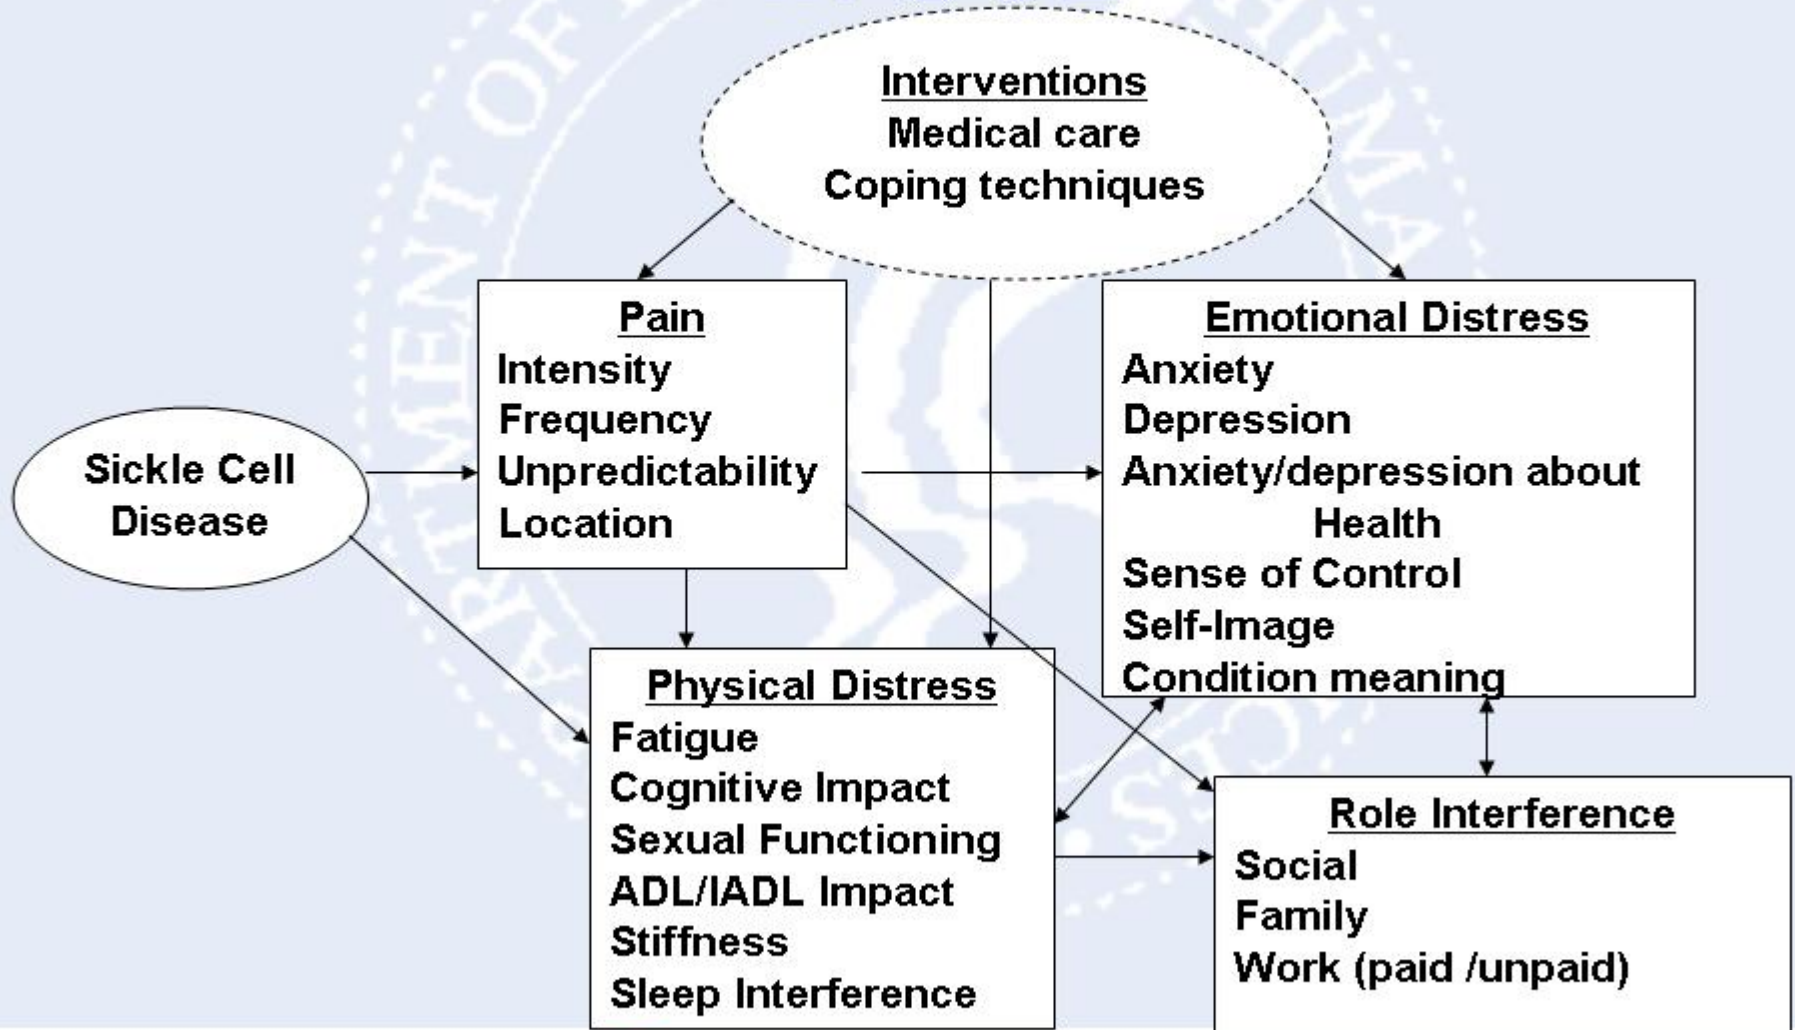 Interventions
Medical care
Coping techniques
Pain
Intensity
Frequency
Unpredictability
Location
Emotional Distress
Anxiety
Depression
Anxiety/depression about
Health
Sense of Control
Self-Image
Condition meaning
Sickle Cell
Disease
Physical Distress
Fatigue
Cognitive Impact
Sexual Functioning
ADL/IADL Impact
Stiffness
Sleep Interference
Role Interference
Social
Family
Work (paid /unpaid)